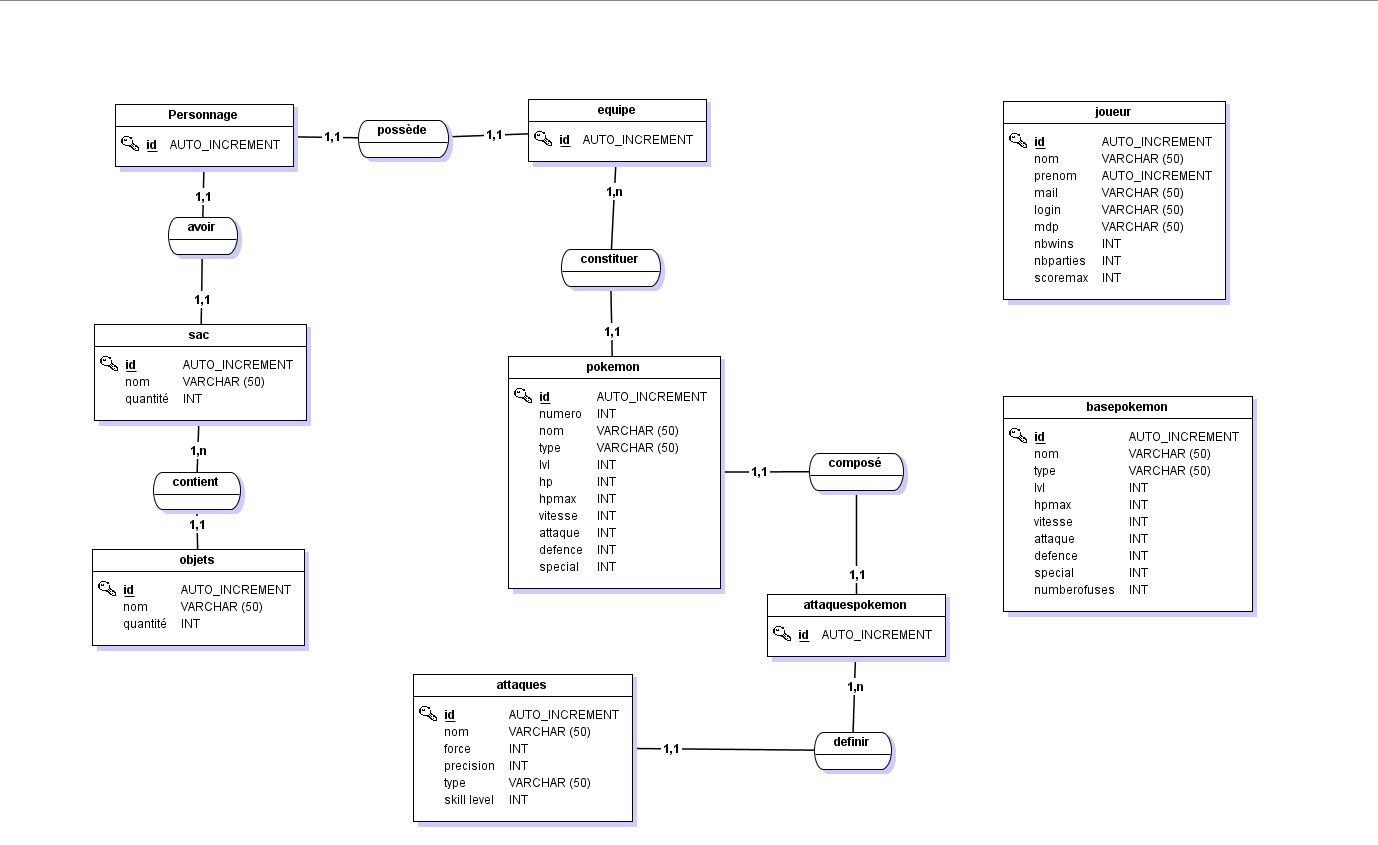 Personnage
id AUTO_INCREMENT
1,1
possède
1,1
equipe
id AUTO_INCREMENT
joueur
id AUTO_INCREMENT
nom VARCHAR (50)
prenom AUTO_INCREMENT
mail VARCHAR (50)
login VARCHAR (50)
mdp VARCHAR (50)
nbwins INT
nbparties INT
scoremax INT
1,1
avoir
1,1
1,n
constituer
1,1
sac
id AUTO_INCREMENT
nom VARCHAR (50)
quantité INT
1,n
contient
1,1
objets
id AUTO_INCREMENT
nom VARCHAR (50)
quantité INT
pokemon
id AUTO_INCREMENT
numero INT
nom VARCHAR (50)
type VARCHAR (50)
lvl INT
hp INT
hpmax INT
vitesse INT
attaque INT
defence INT
special INT
1,1
composé
1,1
basepokemon
id AUTO_INCREMENT
nom VARCHAR (50)
type VARCHAR (50)
lvl INT
hpmax INT
vitesse INT
attaque INT
defence INT
special INT
numberofuses INT
attaquespokemon
id AUTO_INCREMENT
1,n
definir
1,1
attaques
id AUTO_INCREMENT
nom VARCHAR (50)
force INT
precision INT
type VARCHAR (50)
skill level INT